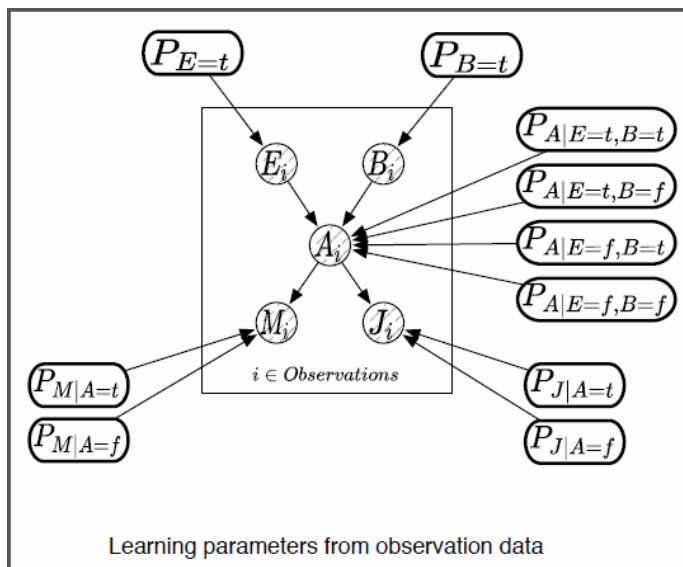 P_{E=t}
P_{B=t}
P_{A|E=t,B=t}
E_i
B_i
P_{A|E=t,B=f}
A_i
P_{A|E=f,B=t}
P_{A|E=f,B=f}
M_i
J_i
i ∈ Observations
P_{M|A=t}
P_{J|A=t}
P_{M|A=f}
P_{J|A=f}
Learning parameters from observation data